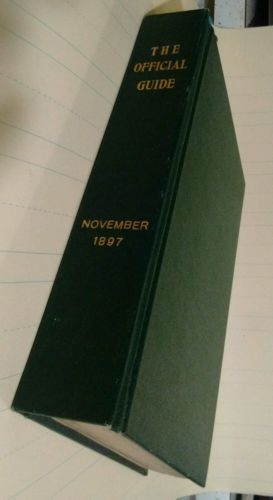 THE
OFFICIAL
GUIDE
NOVEMBER
1897